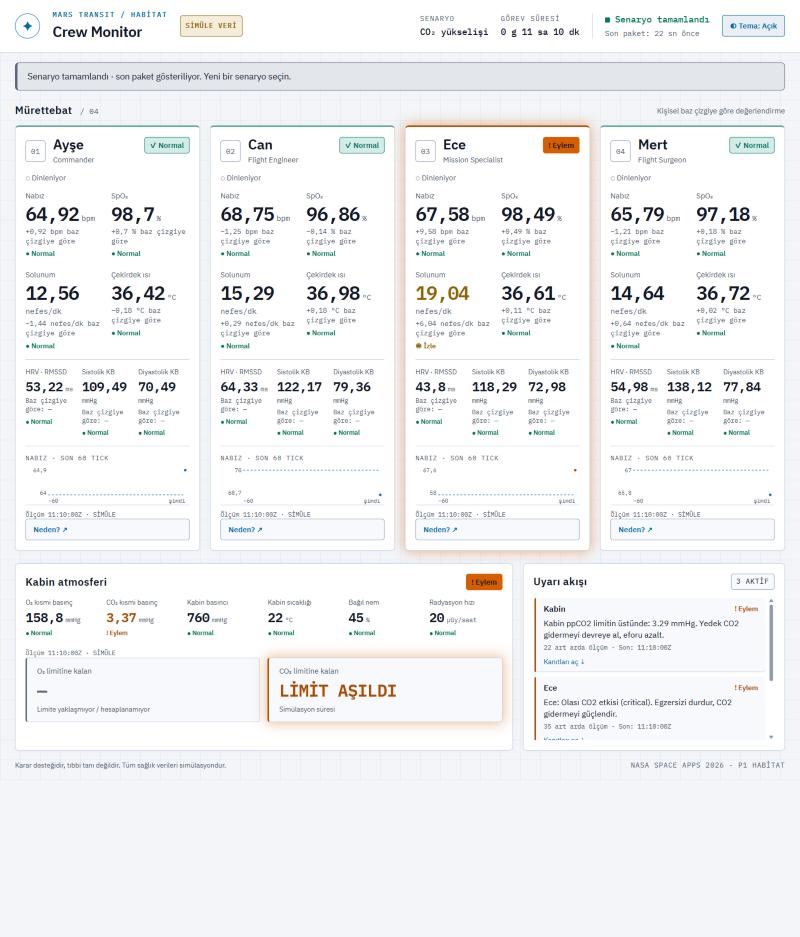 MARS TRANSIT / HABİTAT
Crew Monitor
SİMÜLE VERİ
SENARYO
CO₂ yükselişi
GÖREV SÜRESİ
0 g 11 sa 10 dk
■ Senaryo tamamlandı
Son paket: 22 sn önce
Tema: Açık
Senaryo tamamlandı · son paket gösteriliyor. Yeni bir senaryo seçin.
Mürettebat / 04
Kişisel baz çizgiye göre değerlendirme
01
Ayşe
Commander
✓ Normal
○ Dinleniyor
Nabız
64,92 bpm
+0,92 bpm baz
çizgiye göre
● Normal
SpO₂
98,7 %
+0,7 % baz çizgiye
göre
● Normal
Solunum
12,56
nefes/dk
−1,44 nefes/dk baz
çizgiye göre
● Normal
Çekirdek ısı
36,42 °C
−0,18 °C baz
çizgiye göre
● Normal
HRV · RMSSD
53,22 ms
Baz çizgiye
göre: —
● Normal
Sistolik KB
109,49
mmHg
Baz çizgiye
göre: —
● Normal
Diyastolik KB
70,49
mmHg
Baz çizgiye
göre: —
● Normal
NABIZ · SON 60 TICK
64,9
64
−60
şimdi
Ölçüm 11:10:00Z · SİMÜLE
Neden? ↗
02
Can
Flight Engineer
✓ Normal
○ Dinleniyor
Nabız
68,75 bpm
−1,25 bpm baz
çizgiye göre
● Normal
SpO₂
96,86 %
−0,14 % baz
çizgiye göre
● Normal
Solunum
15,29
nefes/dk
+0,29 nefes/dk baz
çizgiye göre
● Normal
Çekirdek ısı
36,98 °C
+0,18 °C baz
çizgiye göre
● Normal
HRV · RMSSD
64,33 ms
Baz çizgiye
göre: —
● Normal
Sistolik KB
122,17
mmHg
Baz çizgiye
göre: —
● Normal
Diyastolik KB
79,36
mmHg
Baz çizgiye
göre: —
● Normal
NABIZ · SON 60 TICK
70
68,7
−60
şimdi
Ölçüm 11:10:00Z · SİMÜLE
Neden? ↗
03
Ece
Mission Specialist
! Eylem
○ Dinleniyor
Nabız
67,58 bpm
+9,58 bpm baz
çizgiye göre
● Normal
SpO₂
98,49 %
+0,49 % baz
çizgiye göre
● Normal
Solunum
19,04
nefes/dk
+6,04 nefes/dk baz
çizgiye göre
◉ İzle
Çekirdek ısı
36,61 °C
+0,11 °C baz
çizgiye göre
● Normal
HRV · RMSSD
43,8 ms
Baz çizgiye
göre: —
● Normal
Sistolik KB
118,29
mmHg
Baz çizgiye
göre: —
● Normal
Diyastolik KB
72,98
mmHg
Baz çizgiye
göre: —
● Normal
NABIZ · SON 60 TICK
67,6
58
−60
şimdi
Ölçüm 11:10:00Z · SİMÜLE
Neden? ↗
04
Mert
Flight Surgeon
✓ Normal
○ Dinleniyor
Nabız
65,79 bpm
−1,21 bpm baz
çizgiye göre
● Normal
SpO₂
97,18 %
+0,18 % baz
çizgiye göre
● Normal
Solunum
14,64
nefes/dk
+0,64 nefes/dk baz
çizgiye göre
● Normal
Çekirdek ısı
36,72 °C
+0,02 °C baz
çizgiye göre
● Normal
HRV · RMSSD
54,98 ms
Baz çizgiye
göre: —
● Normal
Sistolik KB
138,12
mmHg
Baz çizgiye
göre: —
● Normal
Diyastolik KB
77,84
mmHg
Baz çizgiye
göre: —
● Normal
NABIZ · SON 60 TICK
67
65,8
−60
şimdi
Ölçüm 11:10:00Z · SİMÜLE
Neden? ↗
Kabin atmosferi
! Eylem
O₂ kısmi basınç
158,8 mmHg
● Normal
CO₂ kısmi basınç
3,37 mmHg
! Eylem
Kabin basıncı
760 mmHg
● Normal
Kabin sıcaklığı
22 °C
● Normal
Bağıl nem
45 %
● Normal
Radyasyon hızı
20 µGy/saat
● Normal
Ölçüm 11:10:00Z · SİMÜLE
O₂ limitine kalan
—
Limite yaklaşmıyor / hesaplanamıyor
CO₂ limitine kalan
LİMİT AŞILDI
Simülasyon süresi
Uyarı akışı
3 AKTİF
Kabin
! Eylem
Kabin ppCO2 limitin üstünde: 3.29 mmHg. Yedek CO2
gidermeyi devreye al, eforu azalt.
22 art arda ölçüm · Son: 11:10:00Z
Kanıtları aç ↓
Ece
! Eylem
Ece: Olası CO2 etkisi (critical). Egzersizi durdur, CO2
gidermeyi güçlendir.
35 art arda ölçüm · Son: 11:10:00Z
Kanıtları aç ↓
Karar desteğidir, tıbbi tanı değildir. Tüm sağlık verileri simülasyondur.
NASA SPACE APPS 2026 · P1 HABİTAT